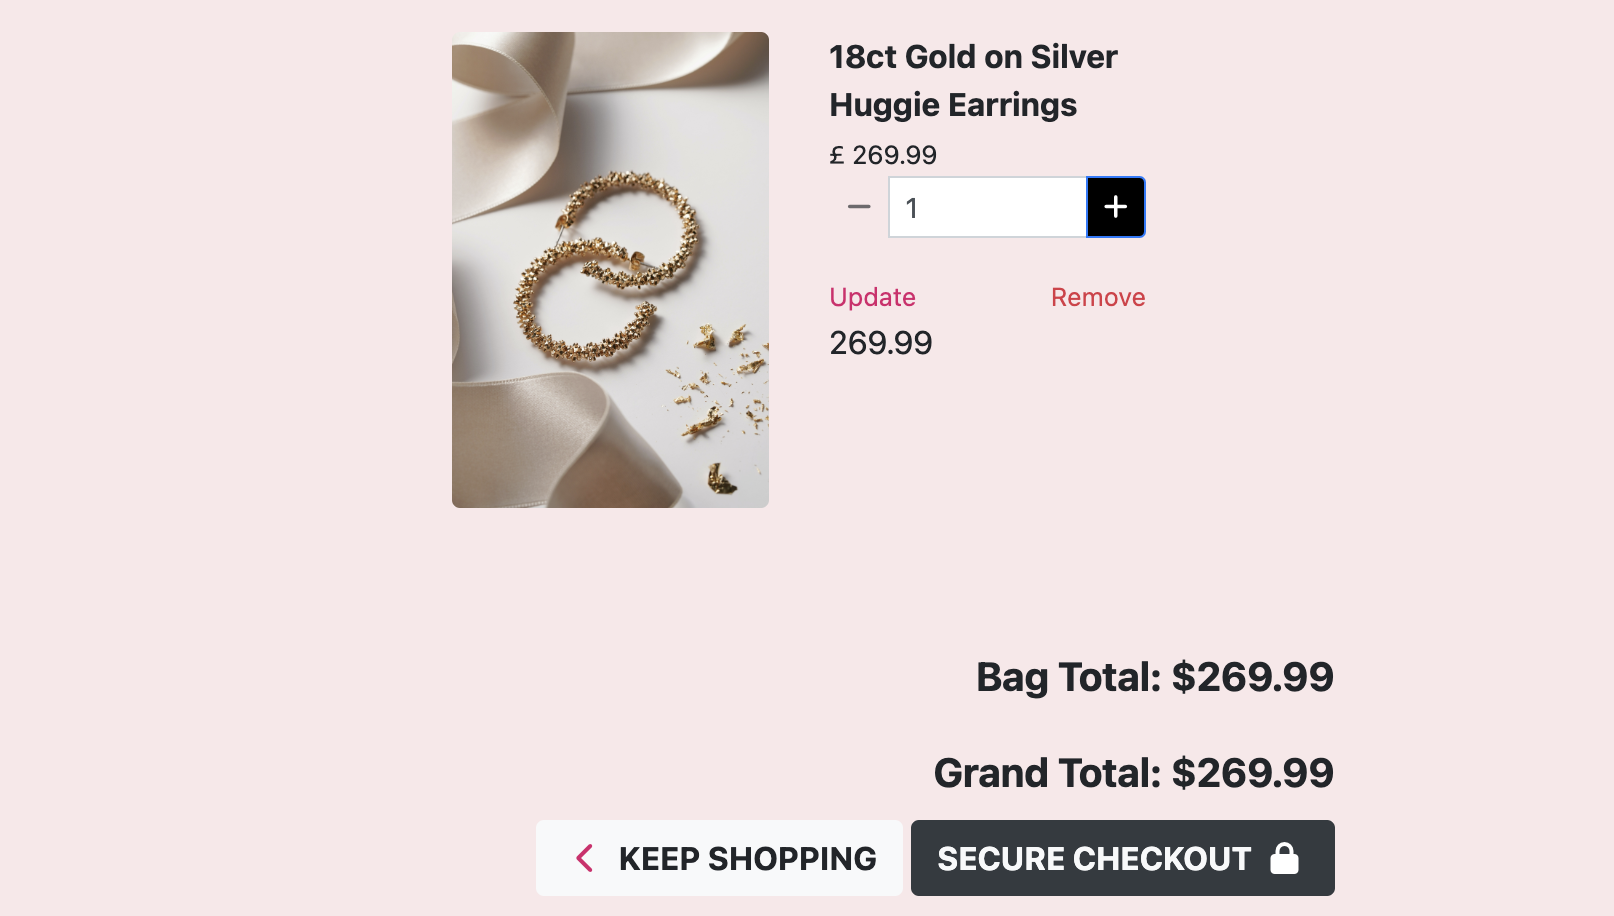 18ct Gold on Silver
Huggie Earrings
£ 269.99
1
Update
Remove
269.99
Bag Total: $269.99
Grand Total: $269.99
KEEP SHOPPING
SECURE CHECKOUT